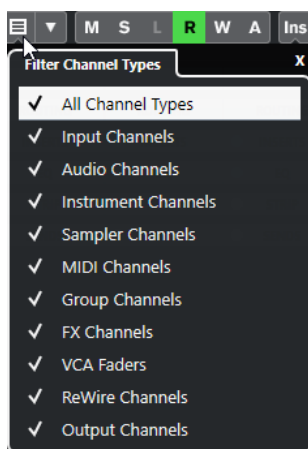 M S L R W A Ins
Filter Channel Types x
All Channel Types
Input Channels
Audio Channels
Instrument Channels
Sampler Channels
MIDI Channels
Group Channels
FX Channels
VCA Faders
ReWire Channels
Output Channels